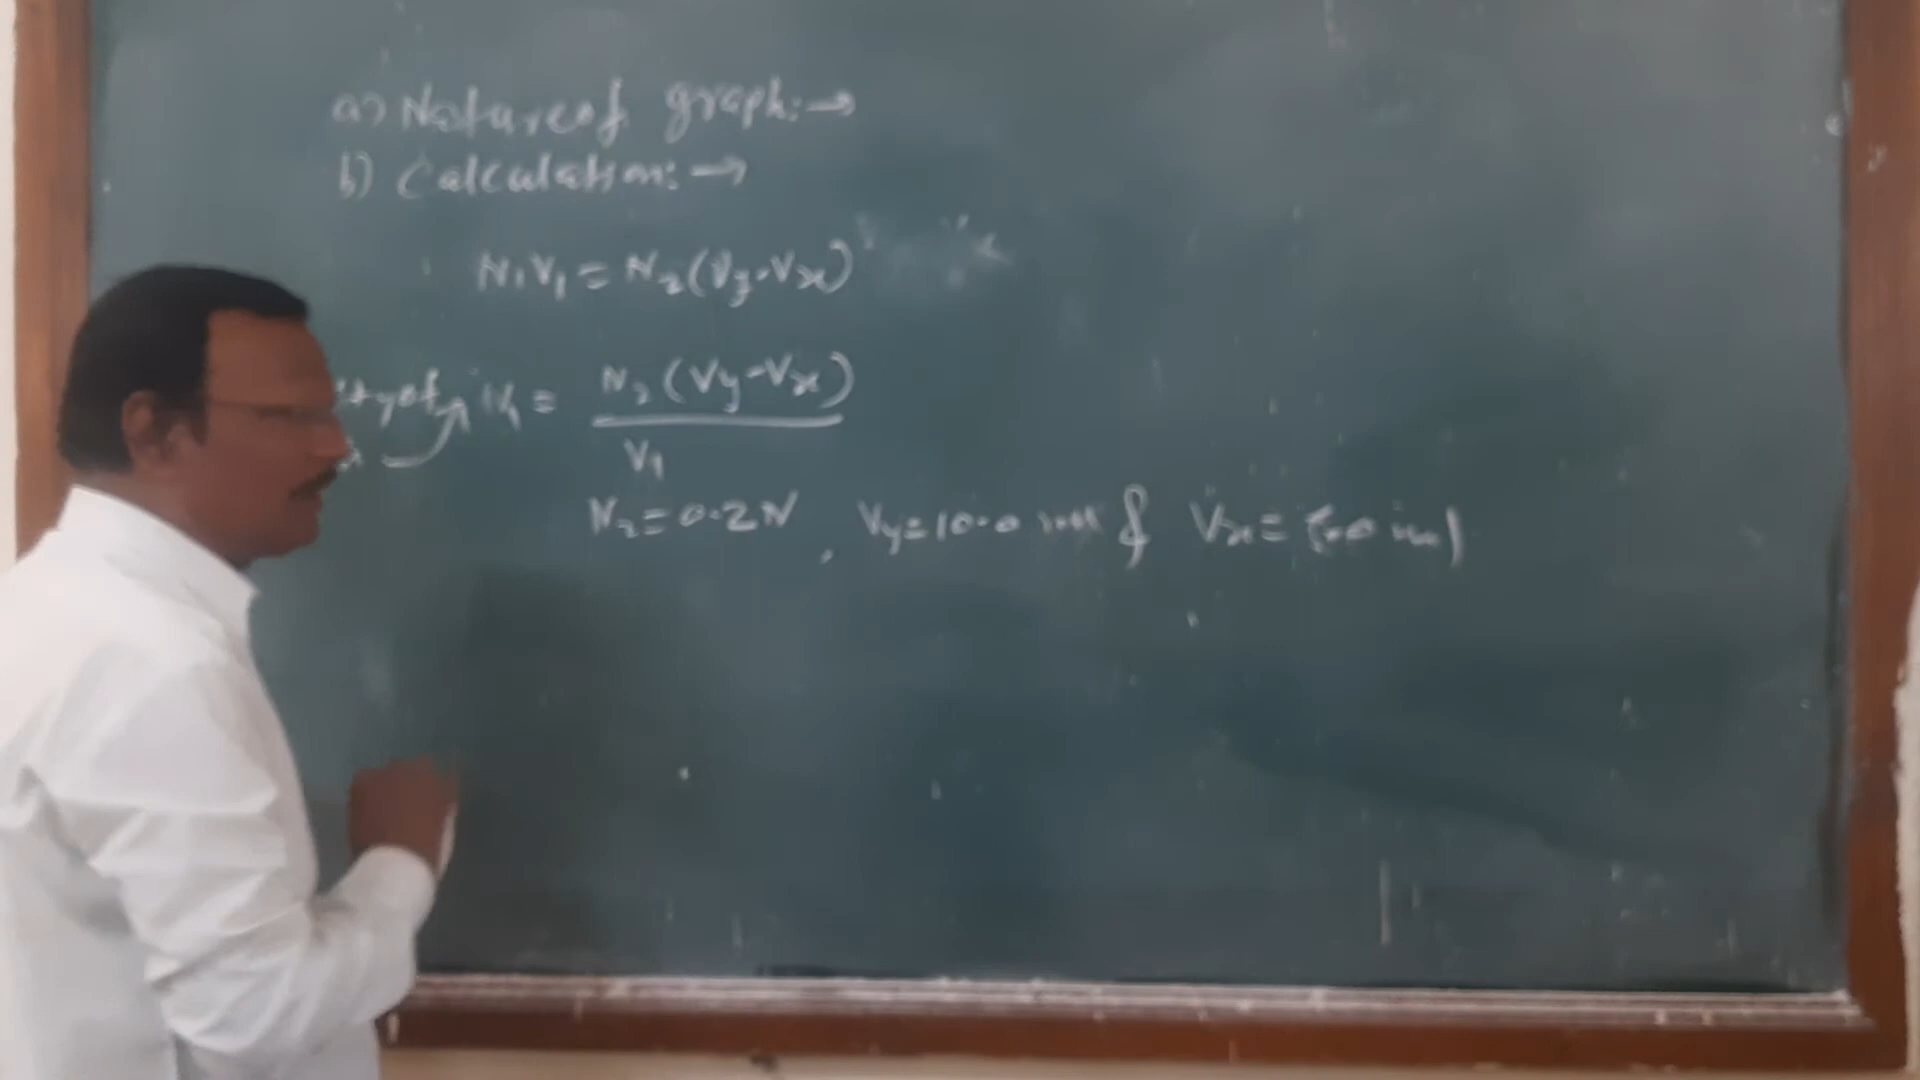 a) Nature of graph:→
b) Calculation:→
N₁V₁ = N₂(Vy-Vx)
N₁ = N₂(Vy-Vx) / V₁
N₂ = 0.2N, Vy = 10.0 ml & Vx =